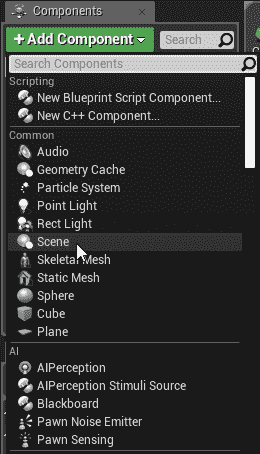 Components
+ Add Component
Search
Search Components
Scripting
New Blueprint Script Component...
New C++ Component...
Common
Audio
Geometry Cache
Particle System
Point Light
Rect Light
Scene
Skeletal Mesh
Static Mesh
Sphere
Cube
Plane
AI
AIPerception
AIPerception Stimuli Source
Blackboard
Pawn Noise Emitter
Pawn Sensing